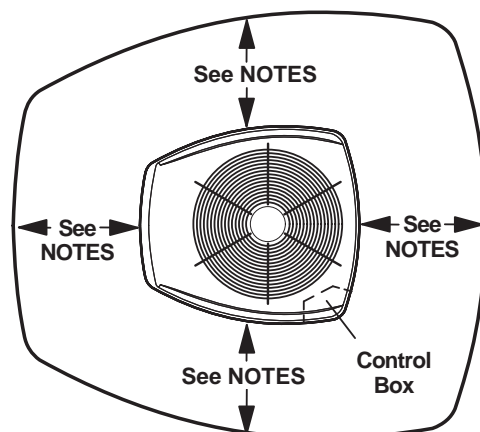 See NOTES
See
NOTES
See
NOTES
See NOTES
Control
Box